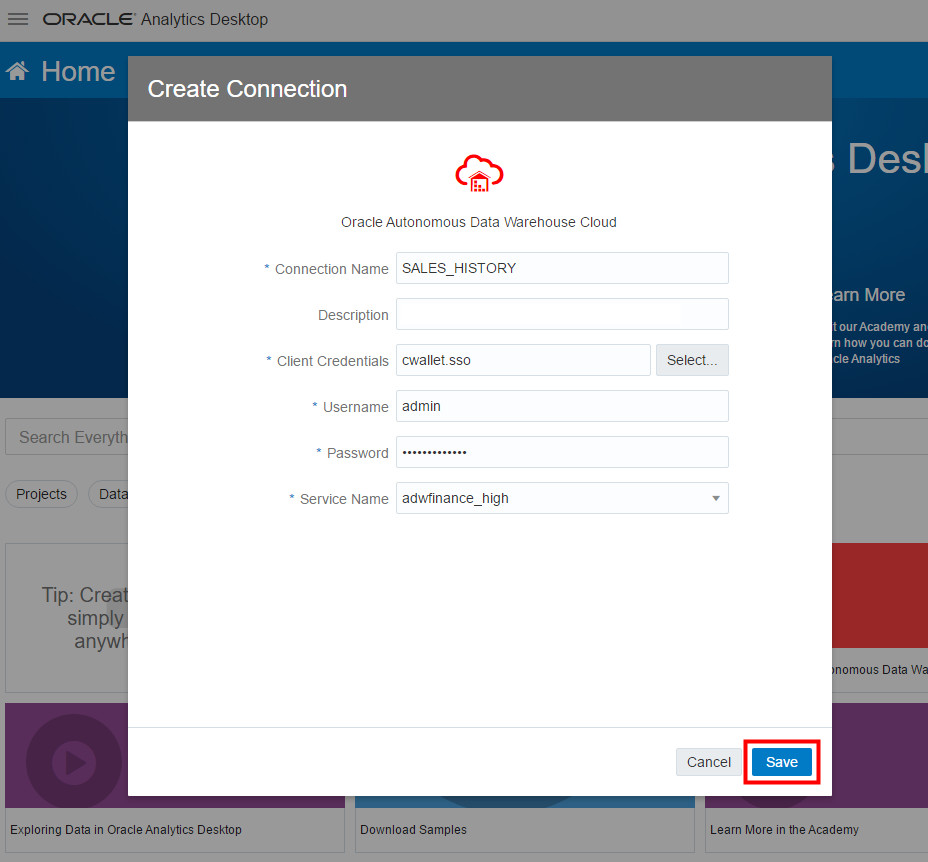 ORACLE Analytics Desktop
Home
Create Connection
Oracle Autonomous Data Warehouse Cloud
* Connection Name SALES_HISTORY
Description
* Client Credentials cwallet.sso Select...
* Username admin
* Password •••••••••••••
* Service Name adwfinance_high
Cancel Save
s Desk
earn More
t our Academy and
rn how you can do
cle Analytics
Search Everyth
Projects Data
Tip: Creat
simply
anywh
onomous Data Wa
Exploring Data in Oracle Analytics Desktop
Download Samples
Learn More in the Academy